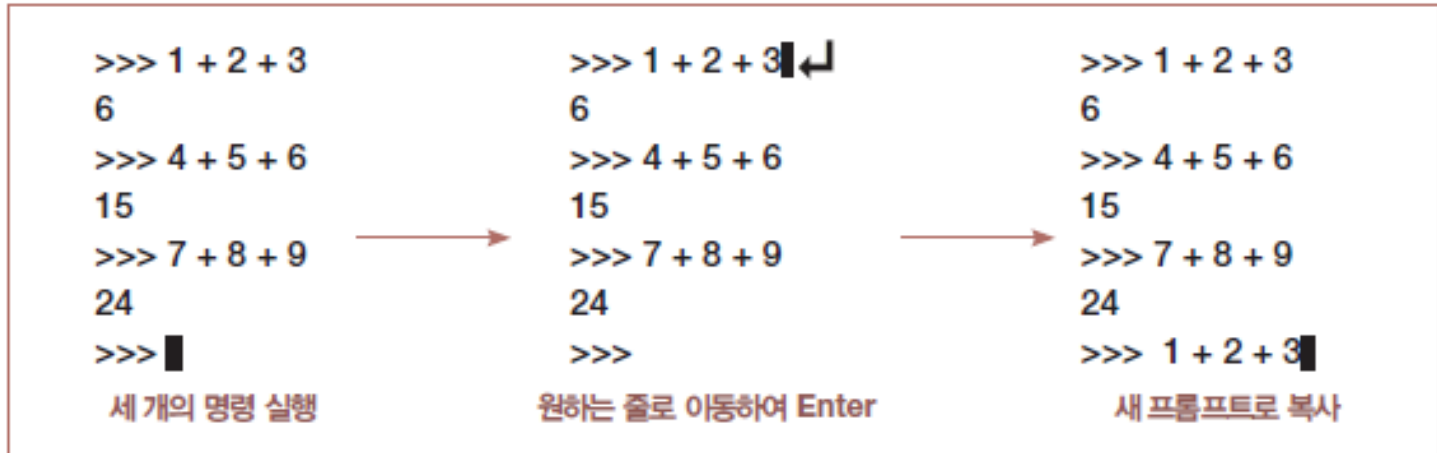 >>> 1 + 2 + 3
6
>>> 4 + 5 + 6
15
>>> 7 + 8 + 9
24
>>>
세 개의 명령 실행
>>> 1 + 2 + 3
6
>>> 4 + 5 + 6
15
>>> 7 + 8 + 9
24
>>>
원하는 줄로 이동하여 Enter
>>> 1 + 2 + 3
6
>>> 4 + 5 + 6
15
>>> 7 + 8 + 9
24
>>> 1 + 2 + 3
새 프롬프트로 복사